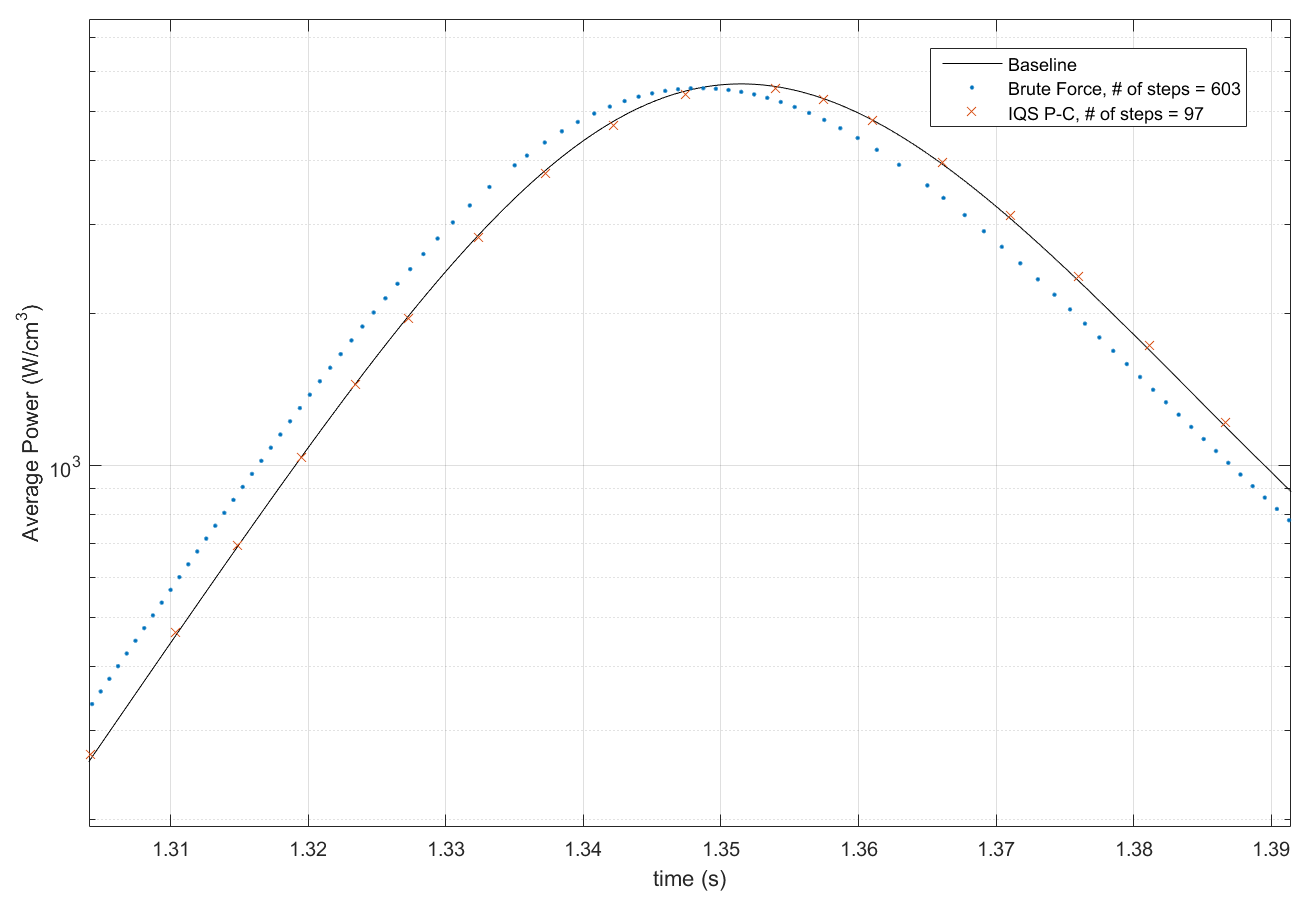 Baseline
Brute Force, # of steps = 603
IQS P-C, # of steps = 97
Average Power (W/cm³)
10³
1.31 1.32 1.33 1.34 1.35 1.36 1.37 1.38 1.39
time (s)